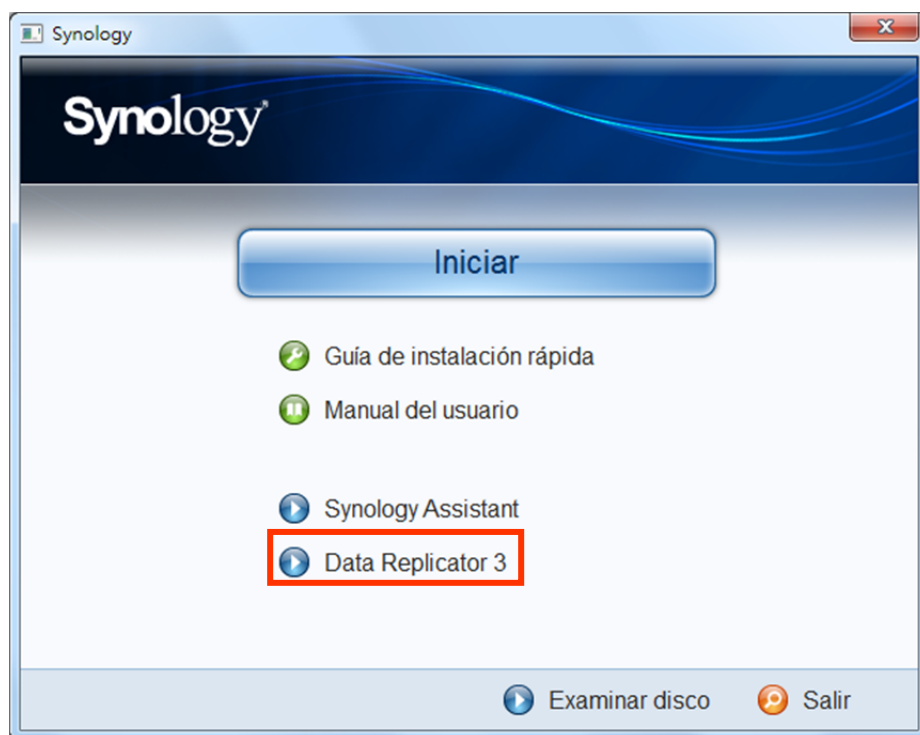 Synology
Synology
Iniciar
Guía de instalación rápida
Manual del usuario
Synology Assistant
Data Replicator 3
Examinar disco
Salir